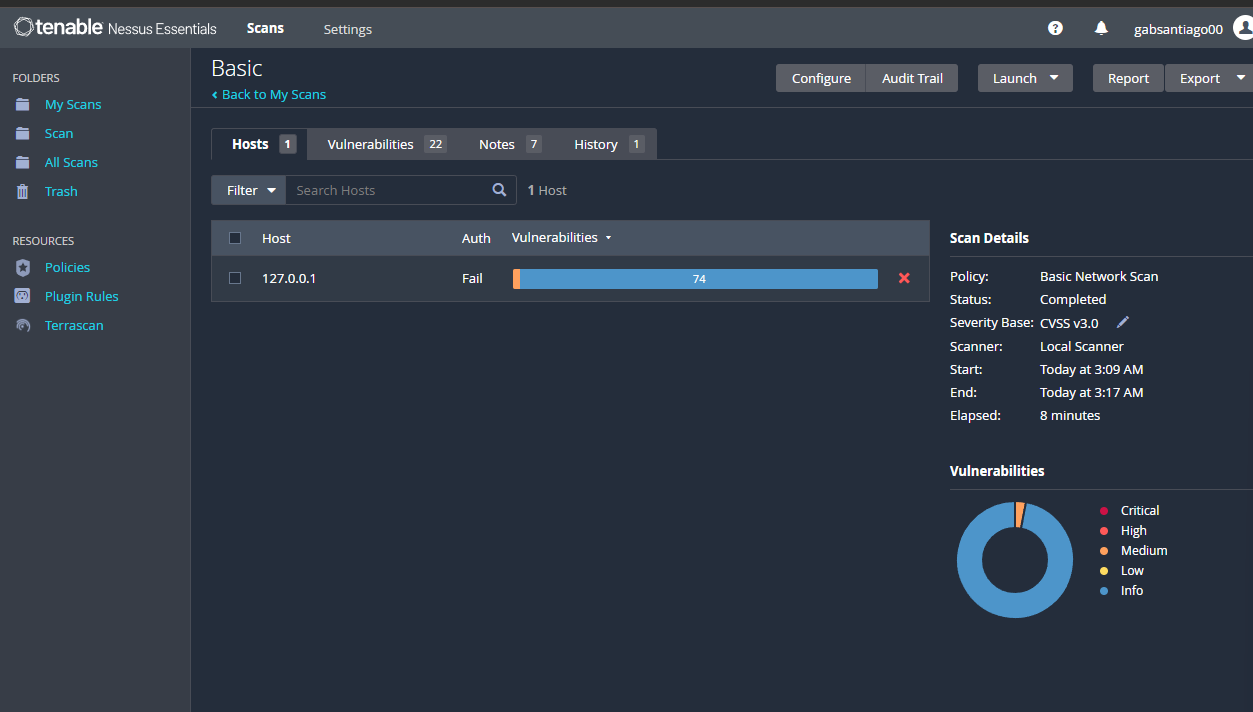 tenable Nessus Essentials Scans Settings ? gabsantiago00
FOLDERS
My Scans
Scan
All Scans
Trash
RESOURCES
Policies
Plugin Rules
Terrascan
Basic
Back to My Scans
Configure Audit Trail Launch Report Export
Hosts 1 Vulnerabilities 22 Notes 7 History 1
Filter Search Hosts 1 Host
Host Auth Vulnerabilities
127.0.0.1 Fail 74
Scan Details
Policy: Basic Network Scan
Status: Completed
Severity Base: CVSS v3.0
Scanner: Local Scanner
Start: Today at 3:09 AM
End: Today at 3:17 AM
Elapsed: 8 minutes
Vulnerabilities
Critical
High
Medium
Low
Info